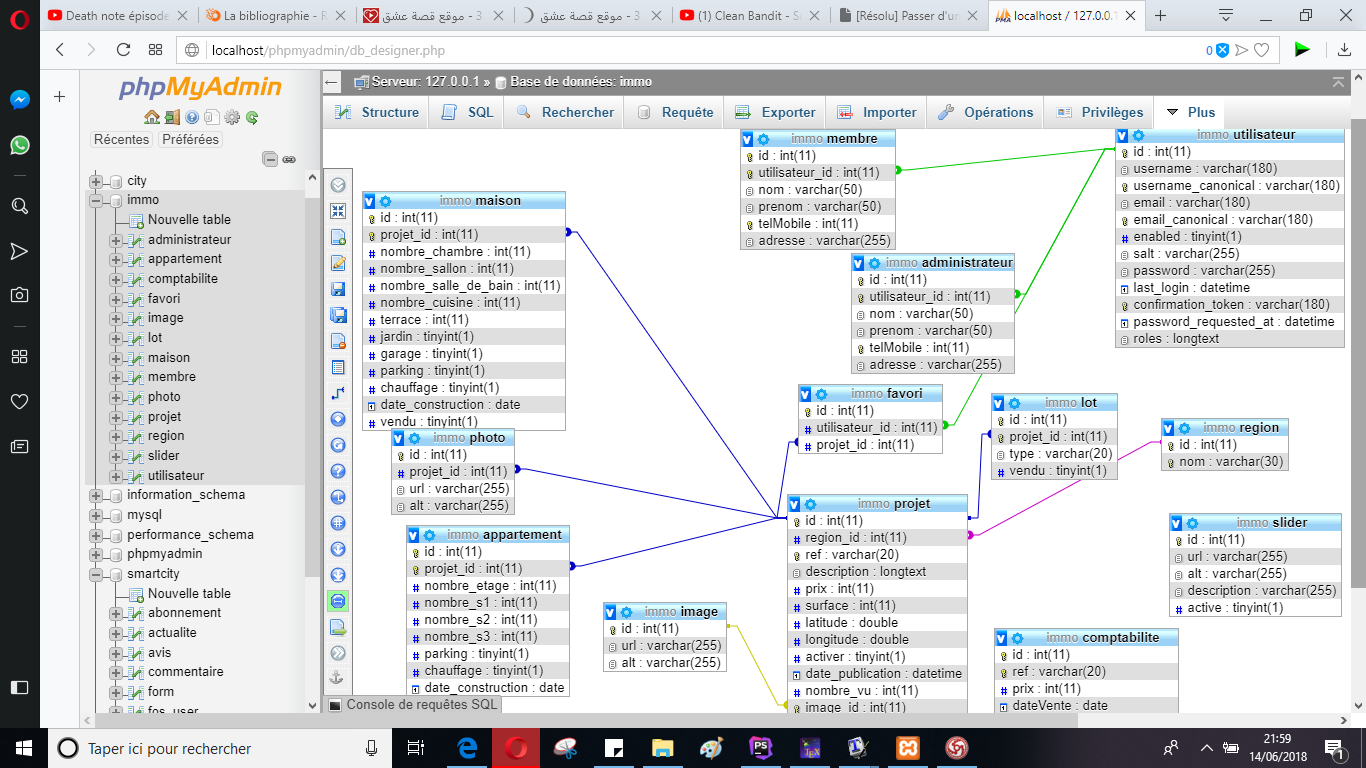 Death note épisode
La bibliographie - R
3 - موقع قصة عشق
3 - موقع قصة عشق
(1) Clean Bandit - S
[Résolu] Passer d'un
localhost / 127.0.0.1
localhost/phpmyadmin/db_designer.php
0
phpMyAdmin
Récentes
Préférées
city
immo
Nouvelle table
administrateur
appartement
comptabilite
favori
image
lot
maison
membre
photo
projet
region
slider
utilisateur
information_schema
mysql
performance_schema
phpmyadmin
smartcity
Nouvelle table
abonnement
actualite
avis
commentaire
form
fos_user
Serveur: 127.0.0.1 » Base de données: immo
Structure
SQL
Rechercher
Requête
Exporter
Importer
Opérations
Privilèges
Plus
immo maison
id : int(11)
projet_id : int(11)
nombre_chambre : int(11)
nombre_sallon : int(11)
nombre_salle_de_bain : int(11)
nombre_cuisine : int(11)
terrace : int(11)
jardin : tinyint(1)
garage : tinyint(1)
parking : tinyint(1)
chauffage : tinyint(1)
date_construction : date
vendu : tinyint(1)
immo photo
id : int(11)
projet_id : int(11)
url : varchar(255)
alt : varchar(255)
immo appartement
id : int(11)
projet_id : int(11)
nombre_etage : int(11)
nombre_s1 : int(11)
nombre_s2 : int(11)
nombre_s3 : int(11)
parking : tinyint(1)
chauffage : tinyint(1)
date_construction : date
immo image
id : int(11)
url : varchar(255)
alt : varchar(255)
immo membre
id : int(11)
utilisateur_id : int(11)
nom : varchar(50)
prenom : varchar(50)
telMobile : int(11)
adresse : varchar(255)
immo administrateur
id : int(11)
utilisateur_id : int(11)
nom : varchar(50)
prenom : varchar(50)
telMobile : int(11)
adresse : varchar(255)
immo favori
id : int(11)
utilisateur_id : int(11)
projet_id : int(11)
immo projet
id : int(11)
region_id : int(11)
ref : varchar(20)
description : longtext
prix : int(11)
surface : int(11)
latitude : double
longitude : double
activer : tinyint(1)
date_publication : datetime
nombre_vu : int(11)
image_id : int(11)
immo utilisateur
id : int(11)
username : varchar(180)
username_canonical : varchar(180)
email : varchar(180)
email_canonical : varchar(180)
enabled : tinyint(1)
salt : varchar(255)
password : varchar(255)
last_login : datetime
confirmation_token : varchar(180)
password_requested_at : datetime
roles : longtext
immo lot
id : int(11)
projet_id : int(11)
type : varchar(20)
vendu : tinyint(1)
immo region
id : int(11)
nom : varchar(30)
immo slider
id : int(11)
url : varchar(255)
alt : varchar(255)
description : varchar(255)
active : tinyint(1)
immo comptabilite
id : int(11)
ref : varchar(20)
prix : int(11)
dateVente : date
Console de requêtes SQL
Taper ici pour rechercher
21:59
14/06/2018
1